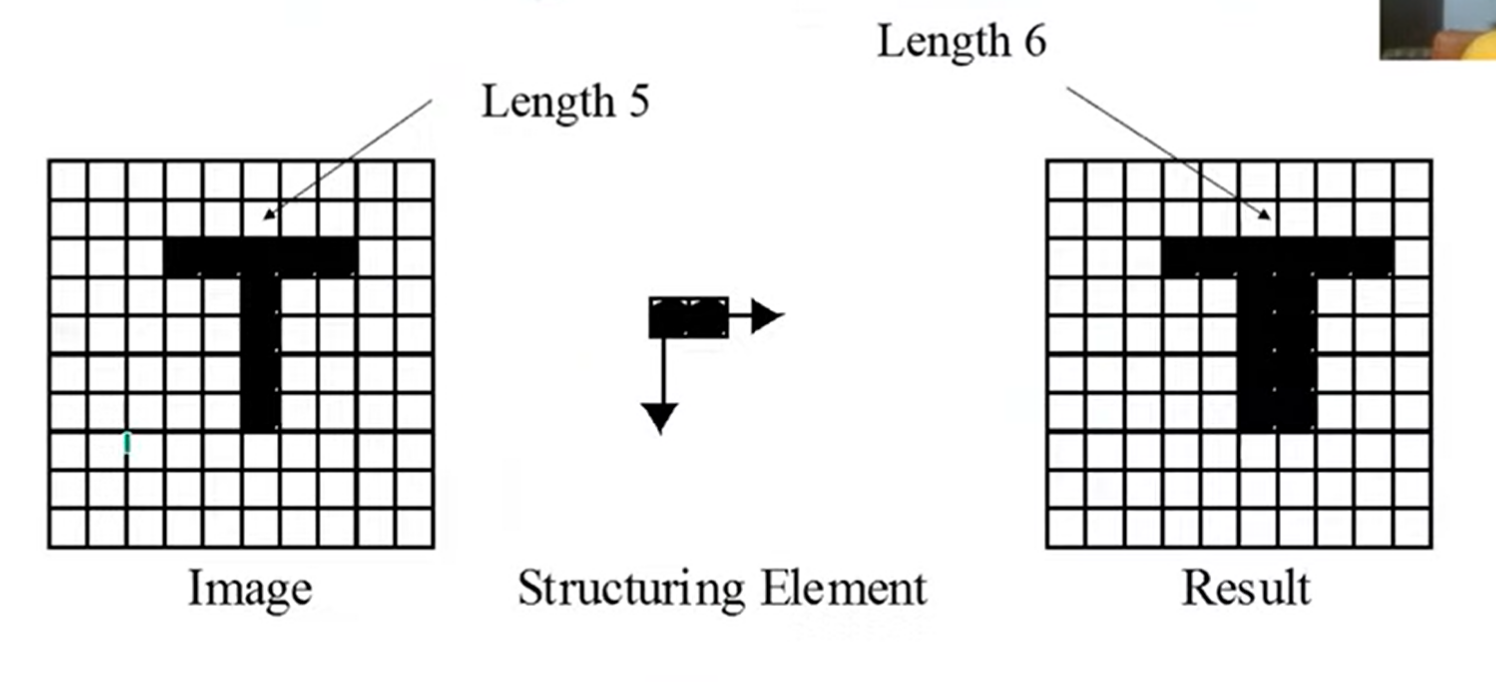 Length 6
Length 5
Image
Structuring Element
Result